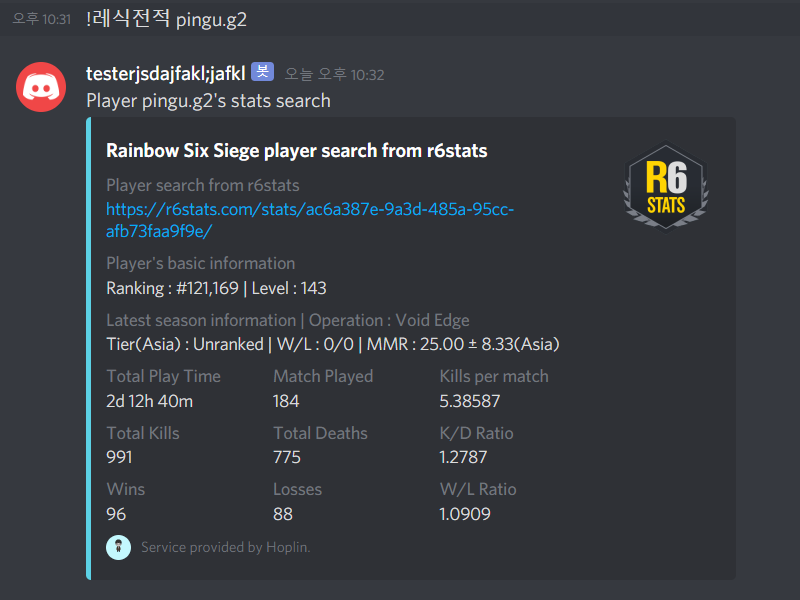 오후 10:31 !레식전적 pingu.g2
testerjsdajfakl;jafkl 봇 오늘 오후 10:32
Player pingu.g2's stats search
Rainbow Six Siege player search from r6stats
R6
STATS
Player search from r6stats
https://r6stats.com/stats/ac6a387e-9a3d-485a-95cc-
afb73faa9f9e/
Player's basic information
Ranking : #121,169 | Level : 143
Latest season information | Operation : Void Edge
Tier(Asia) : Unranked | W/L : 0/0 | MMR : 25.00 ± 8.33(Asia)
Total Play Time Match Played Kills per match
2d 12h 40m 184 5.38587
Total Kills Total Deaths K/D Ratio
991 775 1.2787
Wins Losses W/L Ratio
96 88 1.0909
Service provided by Hoplin.